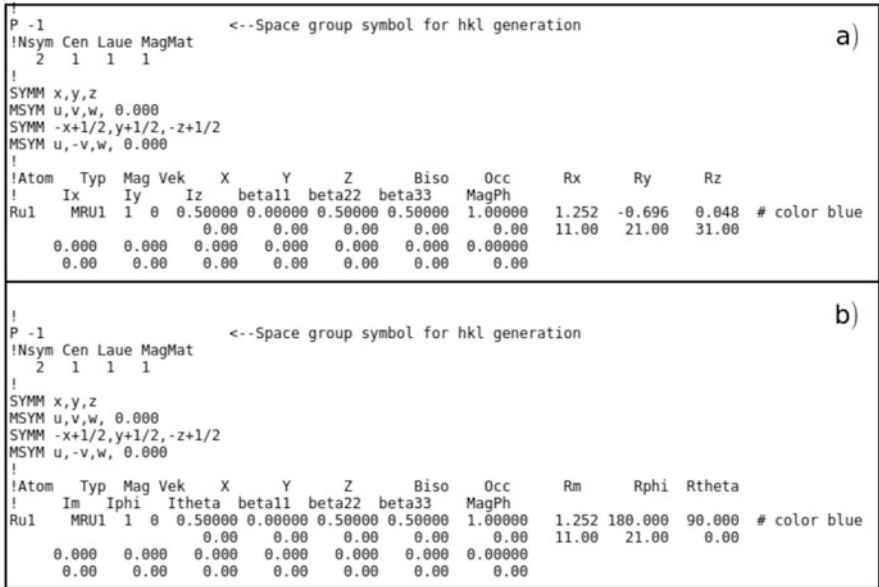 !
P -1                         <--Space group symbol for hkl generation
a)
!Nsym Cen Laue MagMat
   2   1   1   1
!
SYMM x,y,z
MSYM u,v,w, 0.000
SYMM -x+1/2,y+1/2,-z+1/2
MSYM u,-v,w, 0.000
!
!Atom   Typ  Mag Vek    X      Y      Z       Biso    Occ      Rx      Ry      Rz
!     Ix     Iy     Iz    beta11  beta22  beta33   MagPh
Ru1     MRU1  1  0  0.50000 0.00000 0.50000 0.50000  1.00000   1.252  -0.696   0.048  # color blue
                       0.00    0.00    0.00    0.00     0.00   11.00   21.00   31.00
     0.000   0.000   0.000   0.000   0.000   0.000  0.00000
      0.00    0.00    0.00    0.00    0.00    0.00     0.00
b)
!
P -1                         <--Space group symbol for hkl generation
!Nsym Cen Laue MagMat
   2   1   1   1
!
SYMM x,y,z
MSYM u,v,w, 0.000
SYMM -x+1/2,y+1/2,-z+1/2
MSYM u,-v,w, 0.000
!
!Atom   Typ  Mag Vek    X      Y      Z       Biso    Occ      Rm      Rphi  Rtheta
!     Im   Iphi    Itheta  beta11  beta22  beta33   MagPh
Ru1     MRU1  1  0  0.50000 0.00000 0.50000 0.50000  1.00000   1.252 180.000  90.000  # color blue
                       0.00    0.00    0.00    0.00     0.00   11.00   21.00    0.00
     0.000   0.000   0.000   0.000   0.000   0.000  0.00000
      0.00    0.00    0.00    0.00    0.00    0.00     0.00